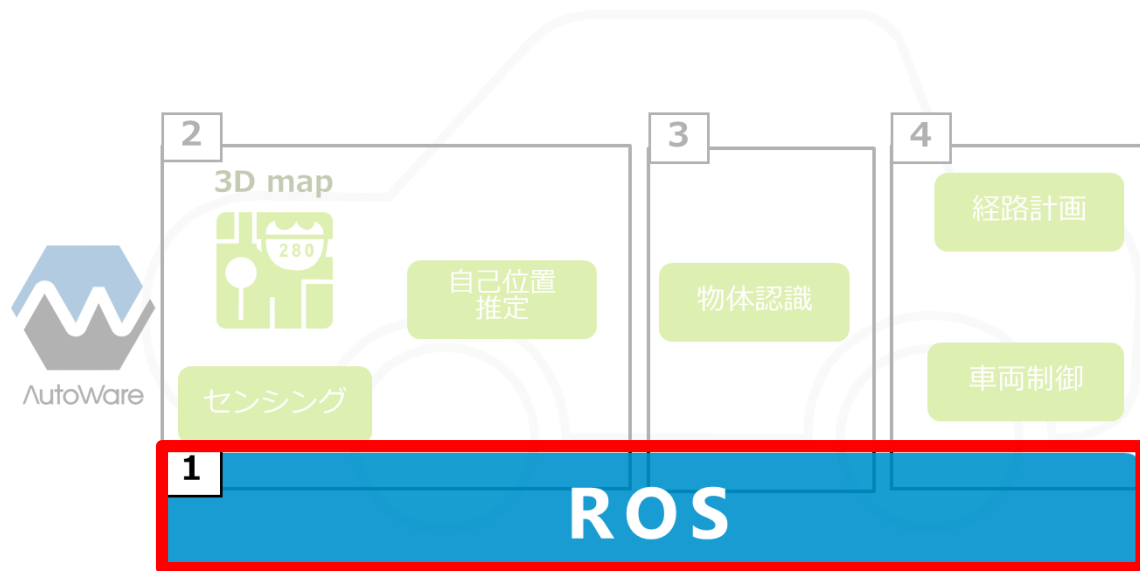 2
3D map
280
自己位置
推定
センシング
3
物体認識
4
経路計画
車両制御
AutoWare
1
ROS